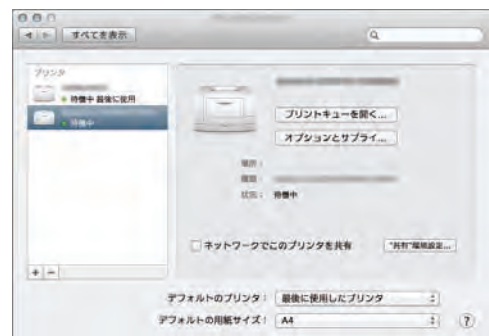 すべてを表示
プリンタ
待機中 最後に使用
待機中
プリントキューを開く...
オプションとサプライ...
場所：
種類：
状況： 待機中
ネットワークでこのプリンタを共有
"共有"環境設定...
+ −
デフォルトのプリンタ： 最後に使用したプリンタ
デフォルトの用紙サイズ： A4
?